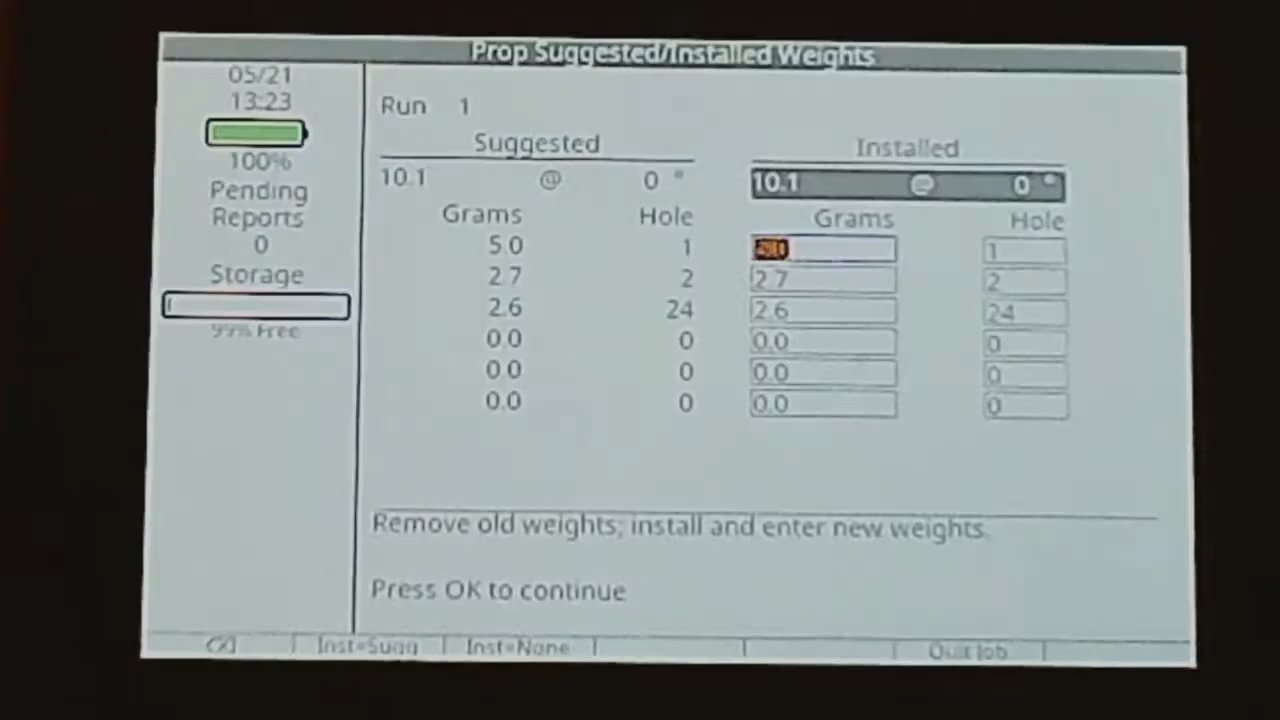 Prop Suggested/Installed Weights
05/21
13:23
100%
Pending
Reports
0
Storage
99% Free
Run 1
Suggested
10.1 @ 0 °
Grams Hole
5.0 1
2.7 2
2.6 24
0.0 0
0.0 0
0.0 0
Installed
10.1 @ 0 °
Grams Hole
5.0 1
2.7 2
2.6 24
0.0 0
0.0 0
0.0 0
Remove old weights; install and enter new weights.
Press OK to continue
Inst=Sugg Inst=None Quit Job